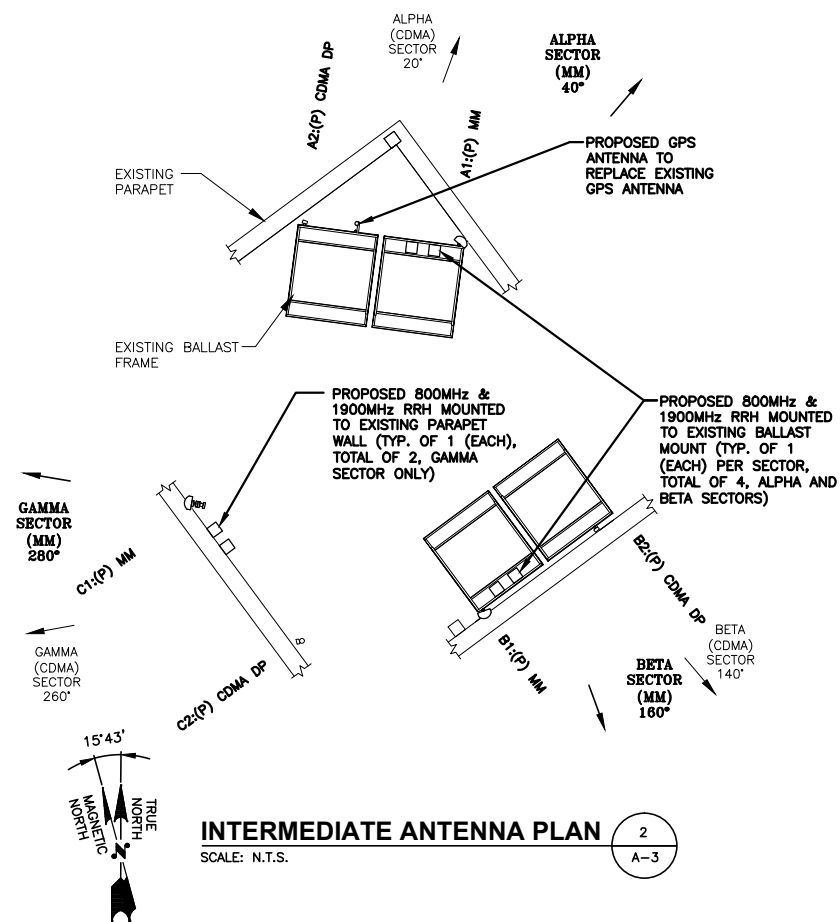 ALPHA
(CDMA)
SECTOR
20°
ALPHA
SECTOR
(MM)
40°
A2:(P) CDMA DP
A1:(P) MM
PROPOSED GPS
ANTENNA TO
REPLACE EXISTING
GPS ANTENNA
EXISTING
PARAPET
EXISTING BALLAST
FRAME
PROPOSED 800MHz &
1900MHz RRH MOUNTED
TO EXISTING PARAPET
WALL (TYP. OF 1 (EACH),
TOTAL OF 2, GAMMA
SECTOR ONLY)
PROPOSED 800MHz &
1900MHz RRH MOUNTED
TO EXISTING BALLAST
MOUNT (TYP. OF 1
(EACH) PER SECTOR,
TOTAL OF 4, ALPHA AND
BETA SECTORS)
GAMMA
SECTOR
(MM)
280°
C1:(P) MM
GAMMA
(CDMA)
SECTOR
260°
C2:(P) CDMA DP
B2:(P) CDMA DP
B1:(P) MM
BETA
(CDMA)
SECTOR
140°
BETA
SECTOR
(MM)
160°
15°43'
MAGNETIC
NORTH
TRUE
NORTH
N
INTERMEDIATE ANTENNA PLAN
SCALE: N.T.S.
2
A-3